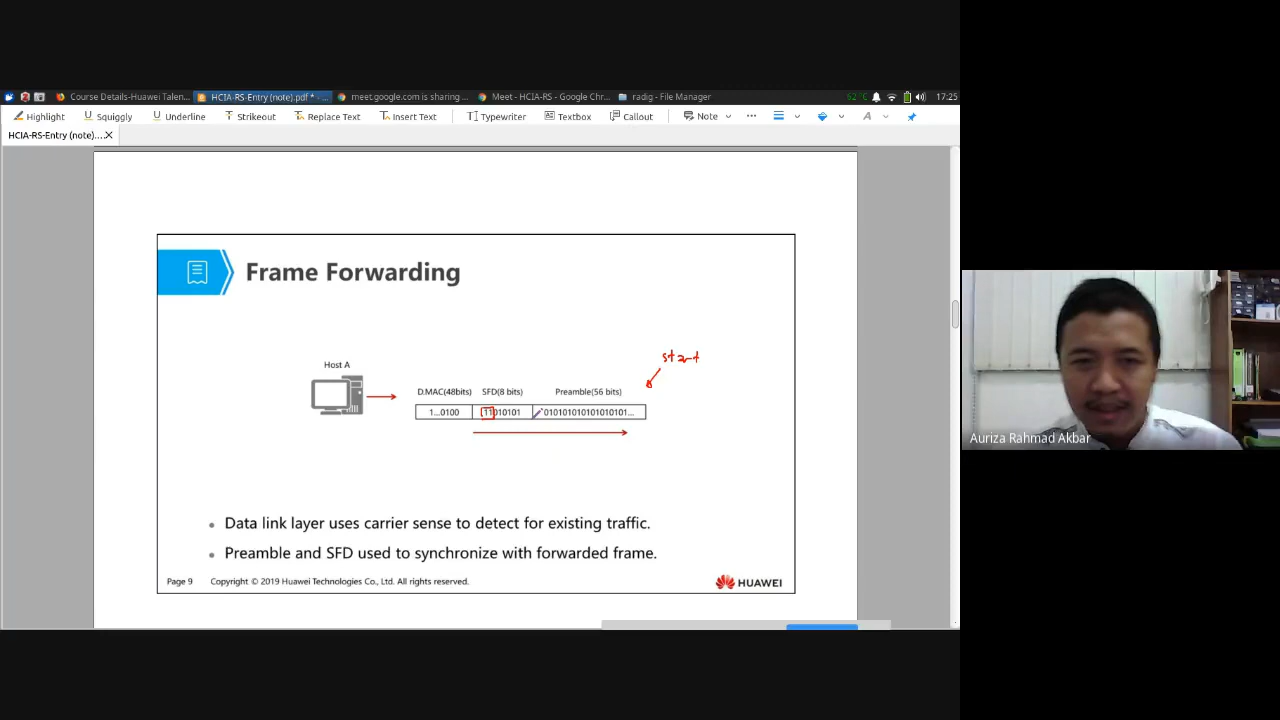 Course Details-Huawei Talen...
HCIA-RS-Entry (note).pdf * - ...
meet.google.com is sharing ...
Meet - HCIA-RS - Google Chr...
radig - File Manager
62°C
17:25
Highlight
Squiggly
Underline
Strikeout
Replace Text
Insert Text
Typewriter
Textbox
Callout
Note
HCIA-RS-Entry (note)....
Frame Forwarding
start
Host A
D.MAC(48bits) SFD(8 bits) Preamble(56 bits)
1...0100 11010101 010101010101010101...
Data link layer uses carrier sense to detect for existing traffic.
Preamble and SFD used to synchronize with forwarded frame.
Page 9 Copyright © 2019 Huawei Technologies Co., Ltd. All rights reserved.
HUAWEI
Auriza Rahmad Akbar